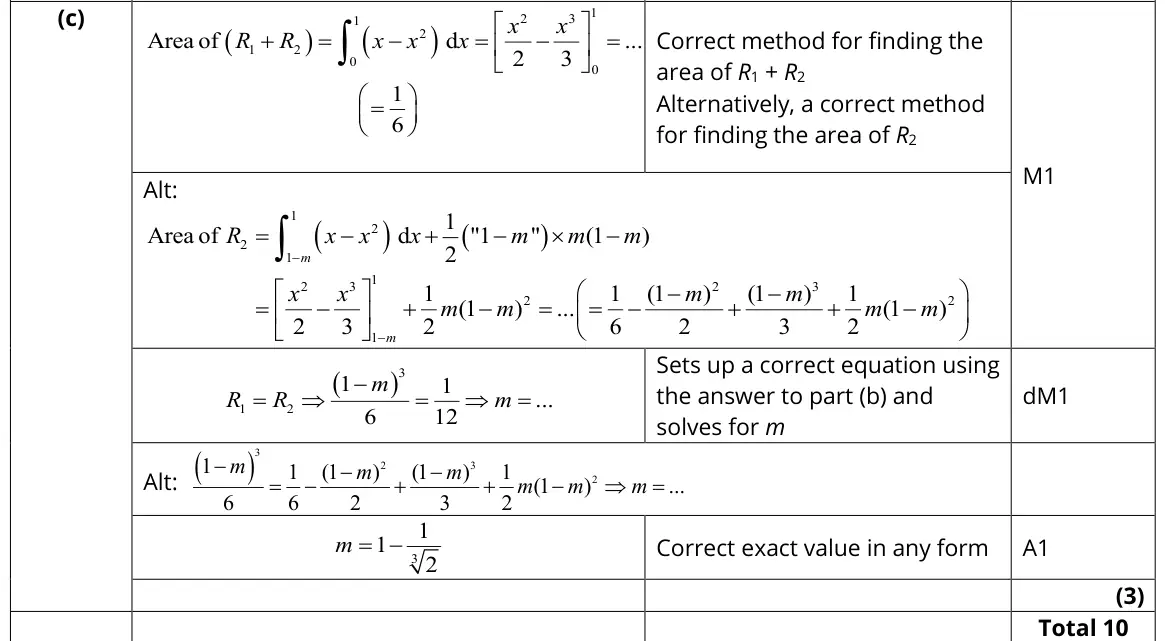 (c)
Area of (R₁ + R₂) = ∫₀¹ (x − x²) dx = [x²/2 − x³/3]₀¹ = ...
(= 1/6)
Correct method for finding the
area of R₁ + R₂
Alternatively, a correct method
for finding the area of R₂
M1
Alt:
Area of R₂ = ∫₁₋ₘ¹ (x − x²) dx + 1/2 ("1 − m") × m(1 − m)
= [x²/2 − x³/3]₁₋ₘ¹ + 1/2 m(1 − m)² = ... (= 1/6 − (1 − m)²/2 + (1 − m)³/3 + 1/2 m(1 − m)²)
R₁ = R₂ ⇒ (1 − m)³/6 = 1/12 ⇒ m = ...
Sets up a correct equation using
the answer to part (b) and
solves for m
dM1
Alt: (1 − m)³/6 = 1/6 − (1 − m)²/2 + (1 − m)³/3 + 1/2 m(1 − m)² ⇒ m = ...
m = 1 − 1/∛2
Correct exact value in any form
A1
(3)
Total 10